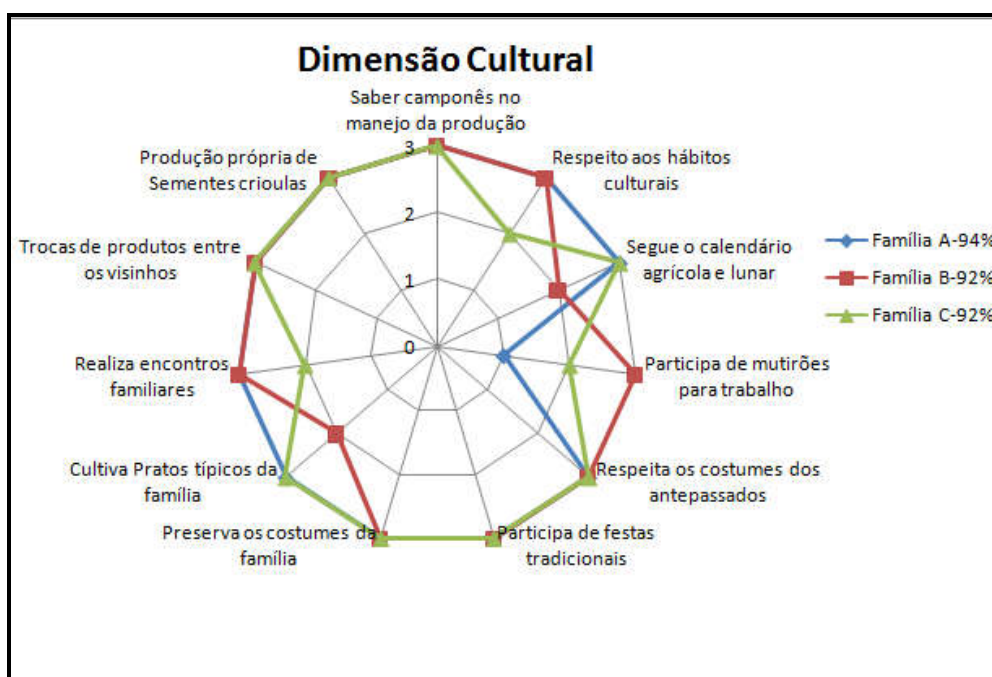 Dimensão Cultural
Saber camponês no
manejo da produção
Respeito aos hábitos
culturais
Segue o calendário
agrícola e lunar
Participa de mutirões
para trabalho
Respeita os costumes dos
antepassados
Participa de festas
tradicionais
Preserva os costumes da
família
Cultiva Pratos típicos da
família
Realiza encontros
familiares
Trocas de produtos entre
os visinhos
Produção própria de
Sementes crioulas
3
2
1
0
Família A-94%
Família B-92%
Família C-92%